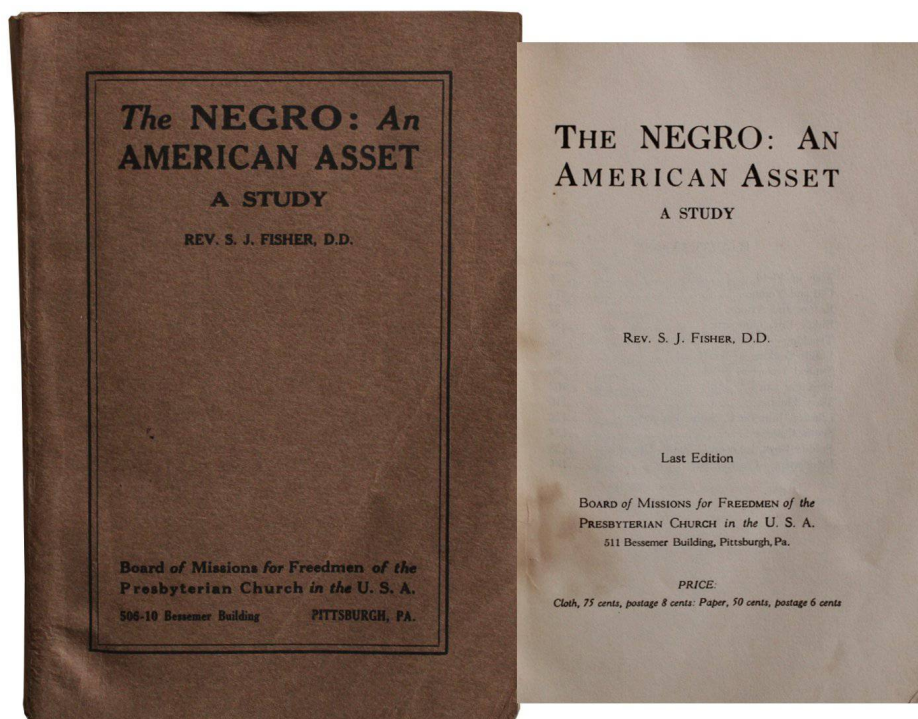 The NEGRO: An
AMERICAN ASSET
A STUDY
REV. S. J. FISHER, D.D.
Board of Missions for Freedmen of the
Presbyterian Church in the U. S. A.
506-10 Bessemer Building PITTSBURGH, PA.
THE NEGRO: AN
AMERICAN ASSET
A STUDY
REV. S. J. FISHER, D.D.
Last Edition
BOARD of MISSIONS for FREEDMEN of the
PRESBYTERIAN CHURCH in the U. S. A.
511 Bessemer Building, Pittsburgh, Pa.
PRICE:
Cloth, 75 cents, postage 8 cents: Paper, 50 cents, postage 6 cents